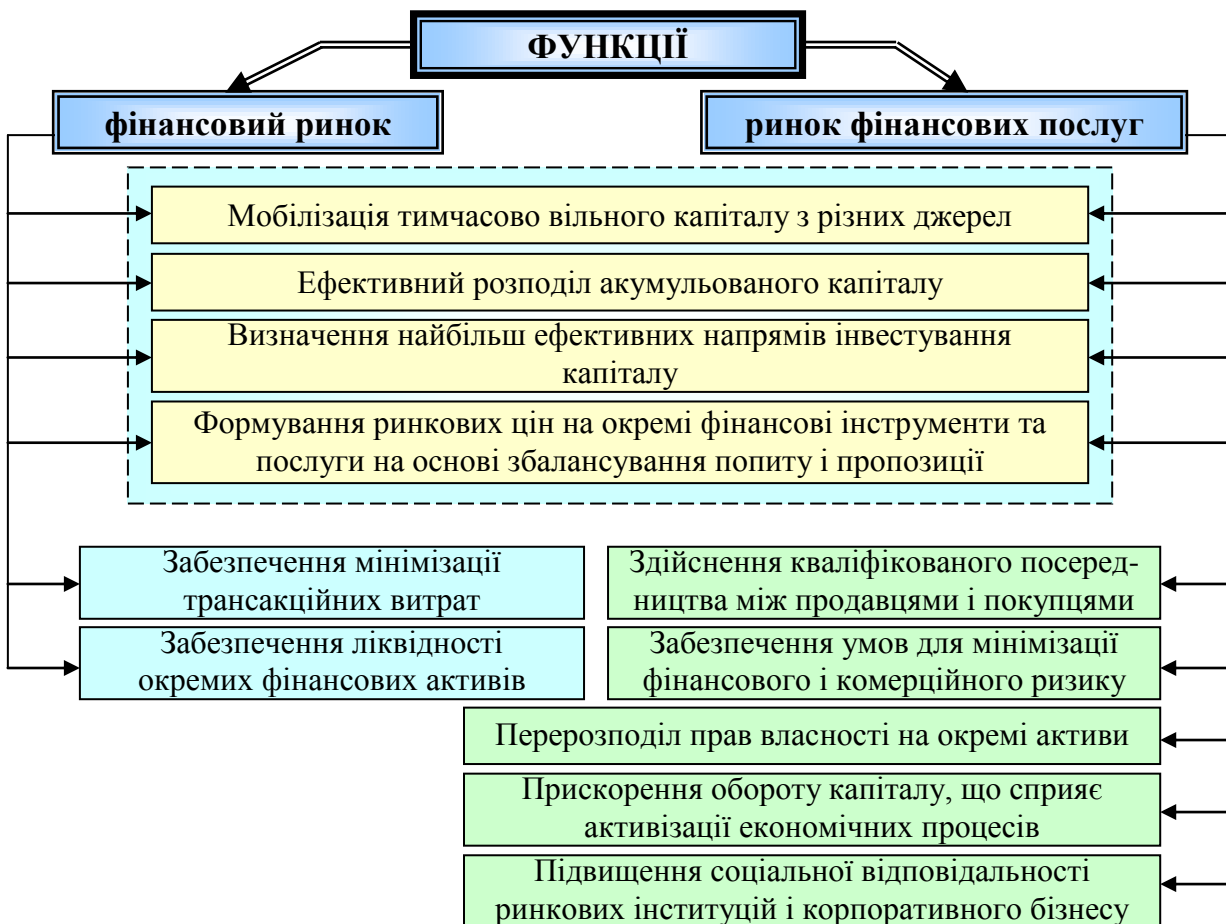 ФУНКЦІЇ
фінансовий ринок
ринок фінансових послуг
Мобілізація тимчасово вільного капіталу з різних джерел
Ефективний розподіл акумульованого капіталу
Визначення найбільш ефективних напрямів інвестування
капіталу
Формування ринкових цін на окремі фінансові інструменти та
послуги на основі збалансування попиту і пропозиції
Забезпечення мінімізації
трансакційних витрат
Здійснення кваліфікованого посеред-
ництва між продавцями і покупцями
Забезпечення ліквідності
окремих фінансових активів
Забезпечення умов для мінімізації
фінансового і комерційного ризику
Перерозподіл прав власності на окремі активи
Прискорення обороту капіталу, що сприяє
активізації економічних процесів
Підвищення соціальної відповідальності
ринкових інституцій і корпоративного бізнесу